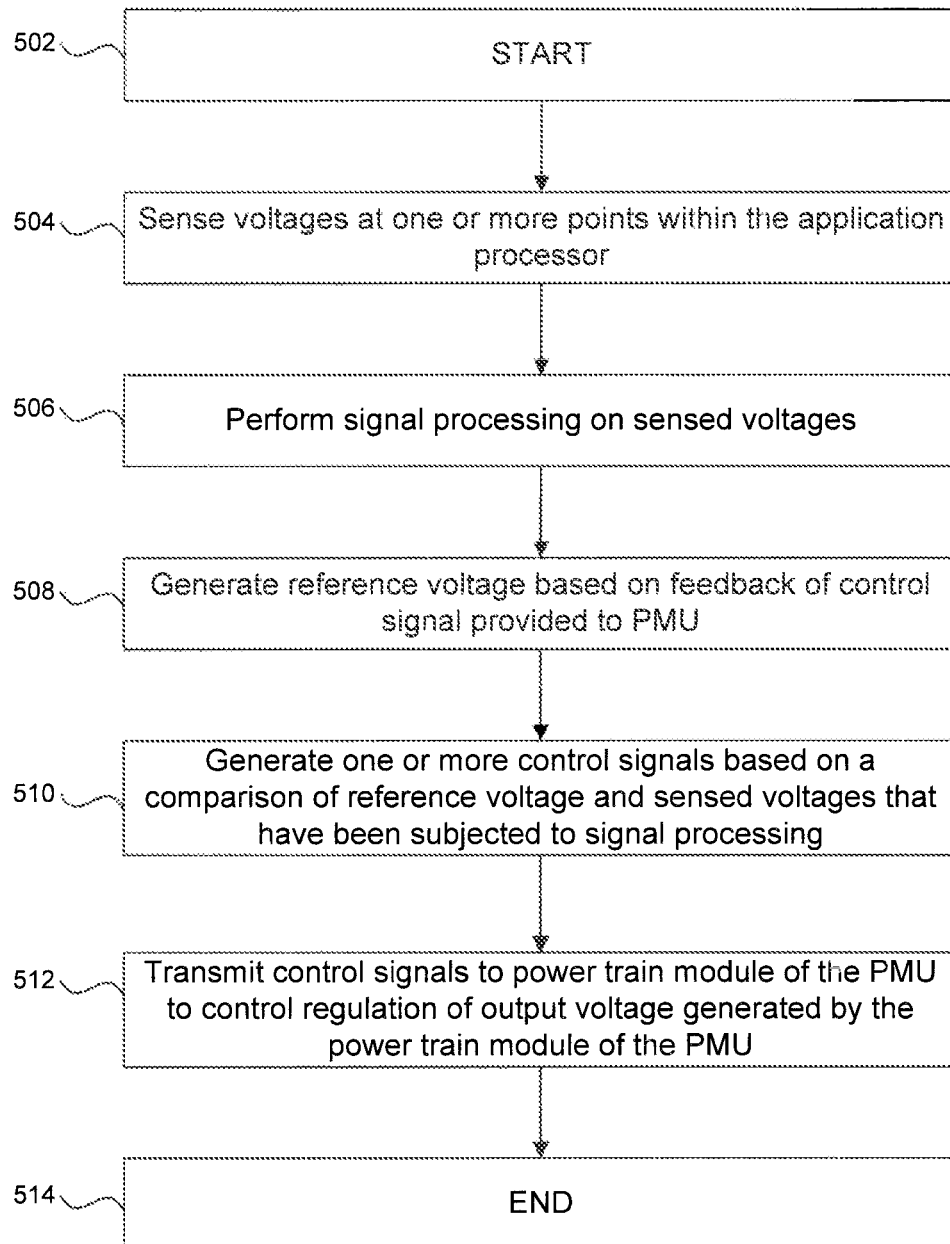 502
START
504
Sense voltages at one or more points within the application
processor
506
Perform signal processing on sensed voltages
508
Generate reference voltage based on feedback of control
signal provided to PMU
510
Generate one or more control signals based on a
comparison of reference voltage and sensed voltages that
have been subjected to signal processing
512
Transmit control signals to power train module of the PMU
to control regulation of output voltage generated by the
power train module of the PMU
514
END